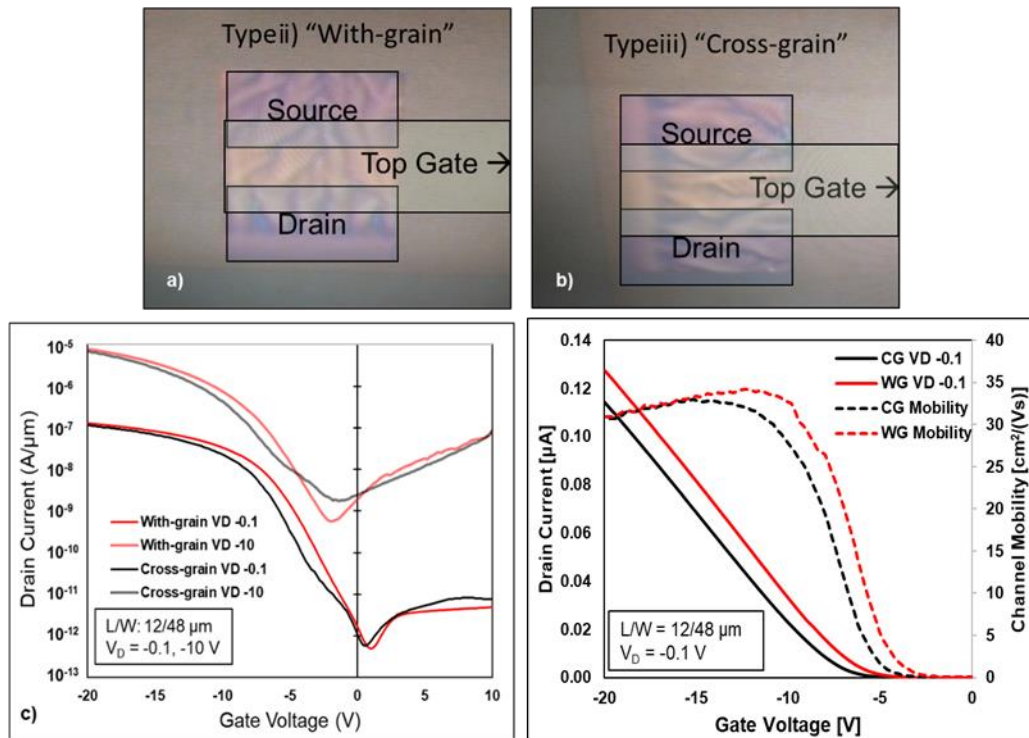 Typeii) “With-grain”
Source
Top Gate →
Drain
a)
Typeiii) “Cross-grain”
Source
Top Gate →
Drain
b)
10-5
10-6
10-7
10-8
10-9
10-10
10-11
10-12
10-13
Drain Current (A/µm)
With-grain VD -0.1
With-grain VD -10
Cross-grain VD -0.1
Cross-grain VD -10
L/W: 12/48 µm
VD = -0.1, -10 V
-20 -15 -10 -5 0 5 10
Gate Voltage (V)
c)
0.14
0.12
0.10
0.08
0.06
0.04
0.02
0.00
Drain Current [µA]
CG VD -0.1
WG VD -0.1
CG Mobility
WG Mobility
L/W = 12/48 µm
VD = -0.1 V
40
35
30
25
20
15
10
5
0
Channel Mobility [cm2/(Vs)]
-20 -15 -10 -5 0
Gate Voltage [V]